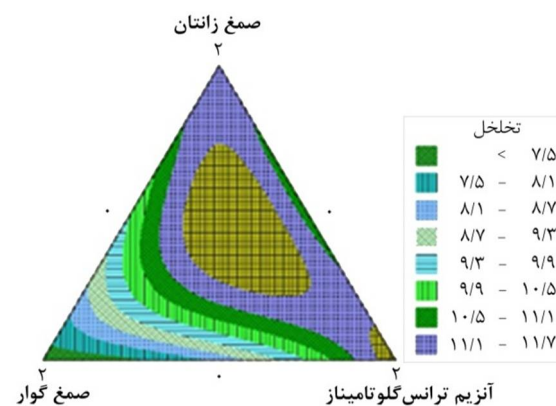 صمغ زانتان
۲
تخلخل
< ۷/۵
۷/۵ - ۸/۱
۸/۱ - ۸/۷
۸/۷ - ۹/۳
۹/۳ - ۹/۹
۹/۹ - ۱۰/۵
۱۰/۵ - ۱۱/۱
۱۱/۱ - ۱۱/۷
۲ ۰ ۲
صمغ گوار آنزیم ترانس‌گلوتامیناز